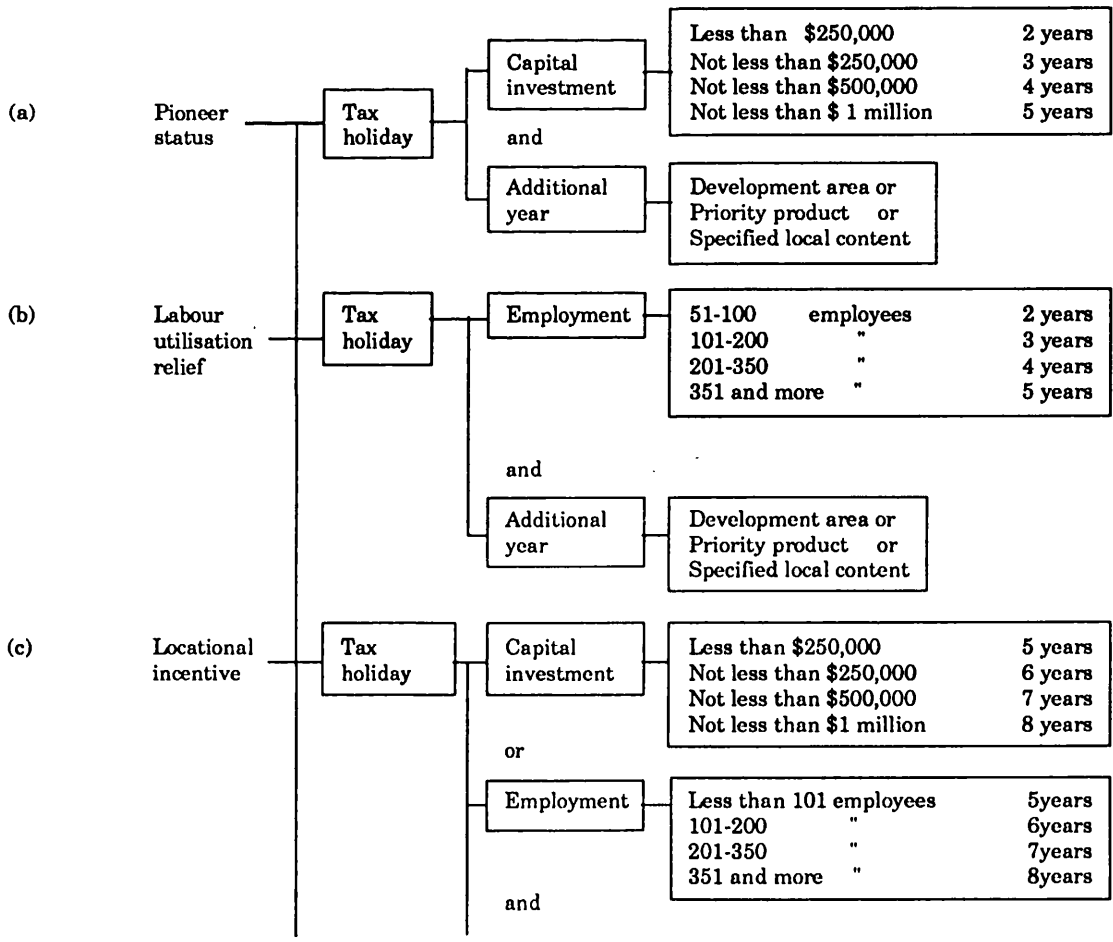 (a)
Pioneer
status
Tax
holiday
Capital
investment
Less than $250,000 2 years
Not less than $250,000 3 years
Not less than $500,000 4 years
Not less than $ 1 million 5 years
and
Additional
year
Development area or
Priority product or
Specified local content
(b)
Labour
utilisation
relief
Tax
holiday
Employment
51-100 employees 2 years
101-200 " 3 years
201-350 " 4 years
351 and more " 5 years
and
Additional
year
Development area or
Priority product or
Specified local content
(c)
Locational
incentive
Tax
holiday
Capital
investment
Less than $250,000 5 years
Not less than $250,000 6 years
Not less than $500,000 7 years
Not less than $1 million 8 years
or
Employment
Less than 101 employees 5years
101-200 " 6years
201-350 " 7years
351 and more " 8years
and